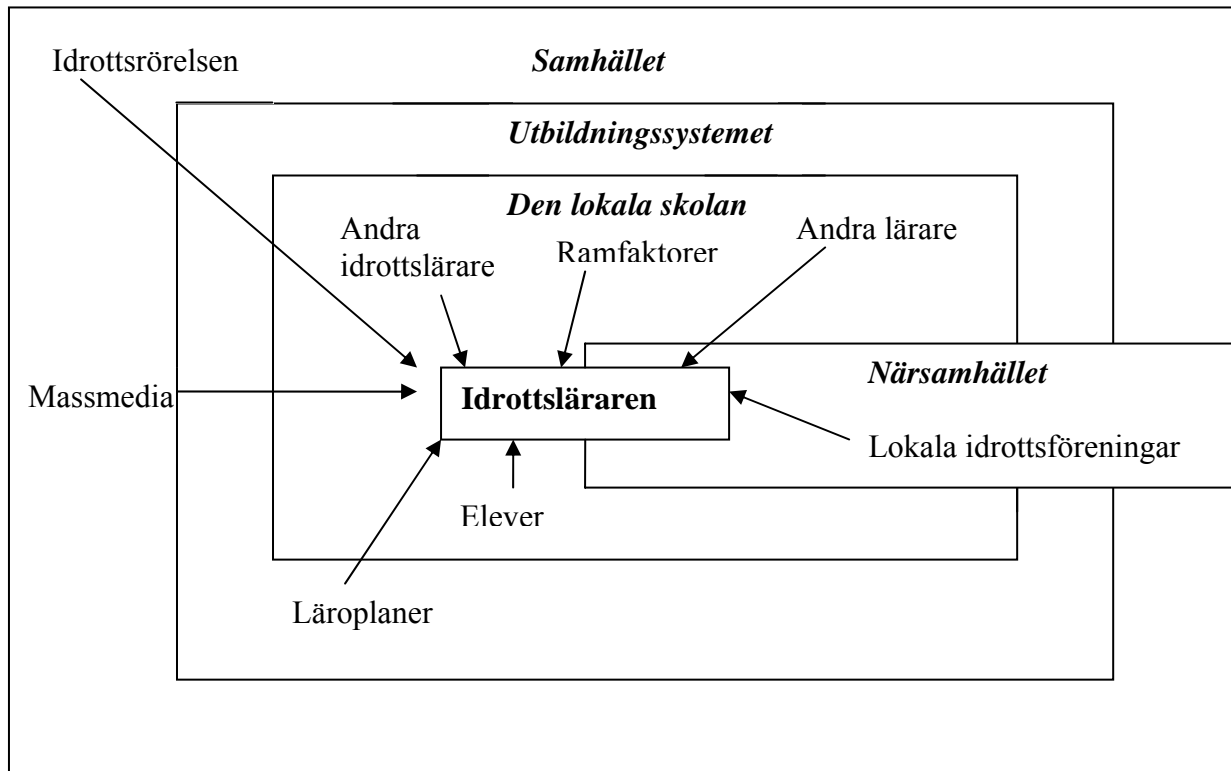 Samhället
Idrottsrörelsen
Utbildningssystemet
Den lokala skolan
Andra
idrottslärare
Ramfaktorer
Andra lärare
Närsamhället
Massmedia
Idrottsläraren
Lokala idrottsföreningar
Elever
Läroplaner